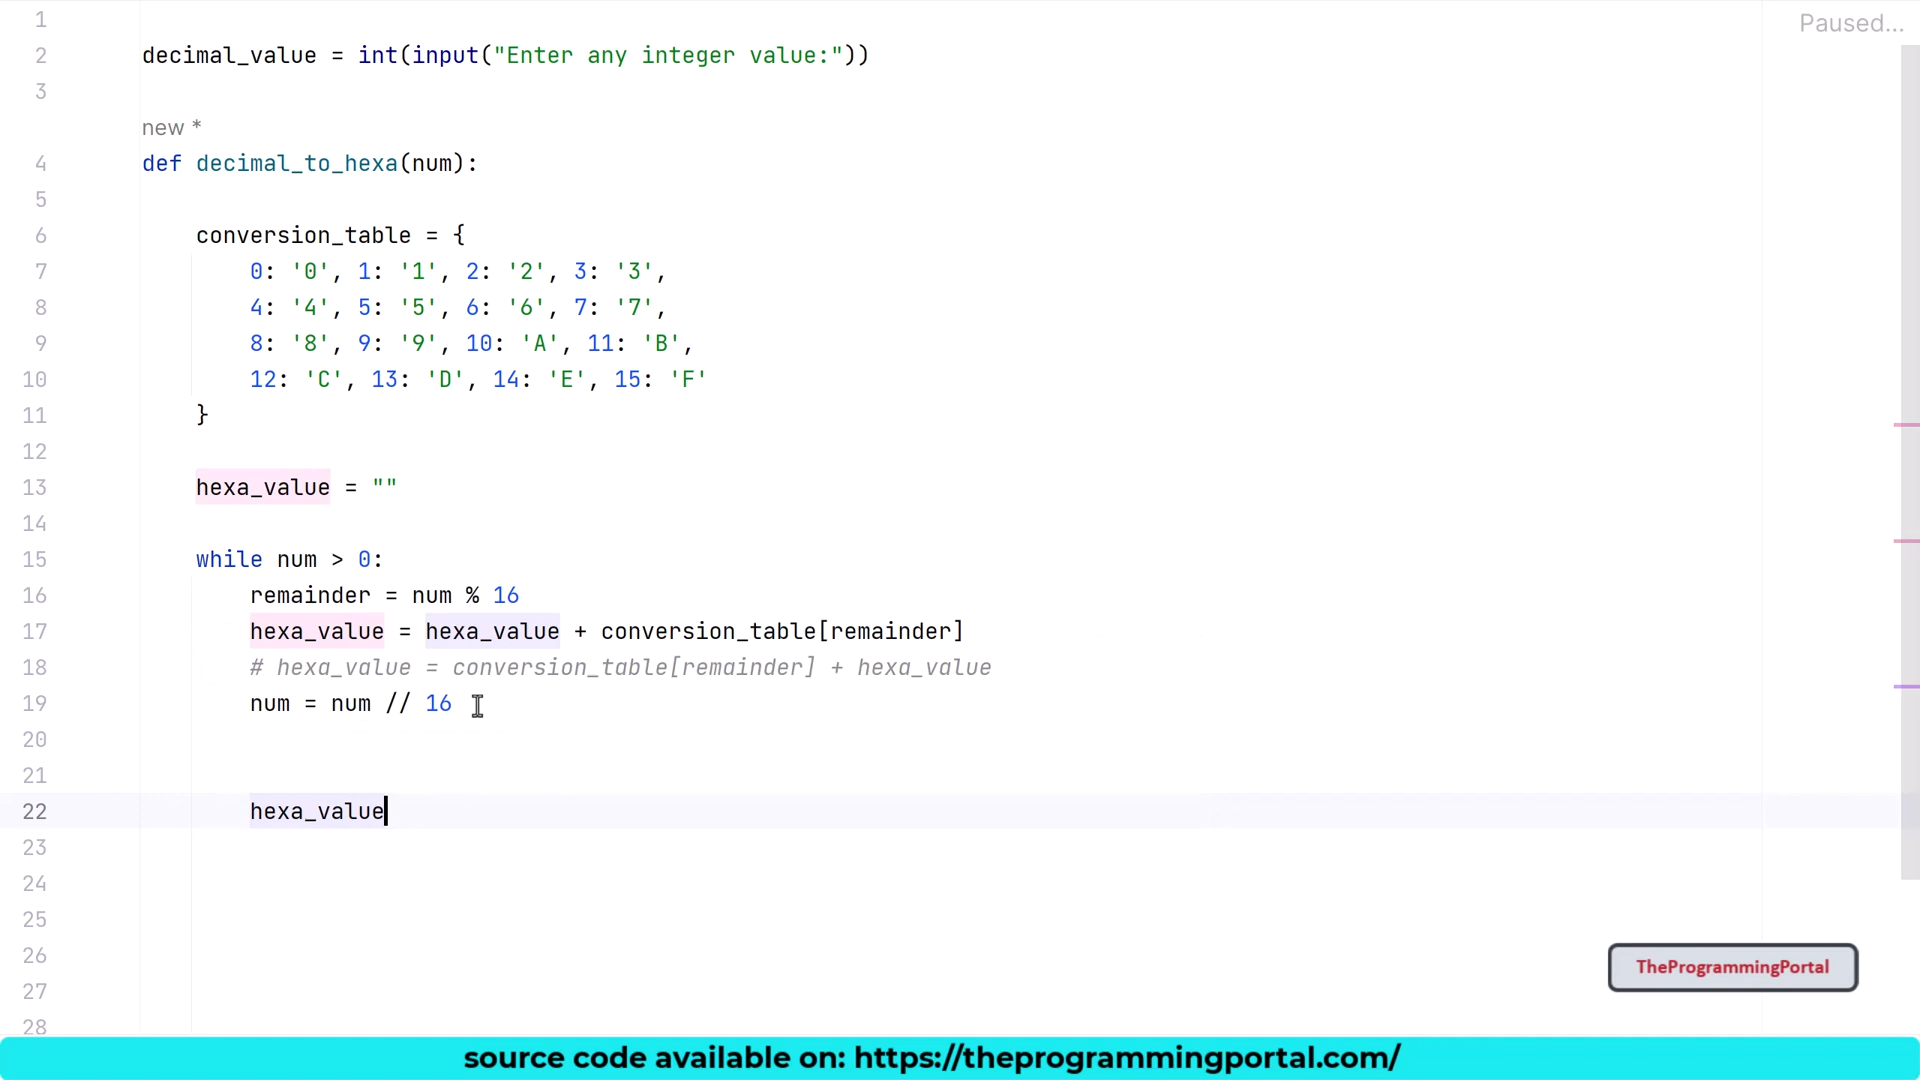 Paused...
1
2 decimal_value = int(input("Enter any integer value:"))
3
new *
4 def decimal_to_hexa(num):
5
6 conversion_table = {
7 0: '0', 1: '1', 2: '2', 3: '3',
8 4: '4', 5: '5', 6: '6', 7: '7',
9 8: '8', 9: '9', 10: 'A', 11: 'B',
10 12: 'C', 13: 'D', 14: 'E', 15: 'F'
11 }
12
13 hexa_value = ""
14
15 while num > 0:
16 remainder = num % 16
17 hexa_value = hexa_value + conversion_table[remainder]
18 # hexa_value = conversion_table[remainder] + hexa_value
19 num = num // 16
20
21
22 hexa_value
23
24
25
26
TheProgrammingPortal
27
28
source code available on: https://theprogrammingportal.com/